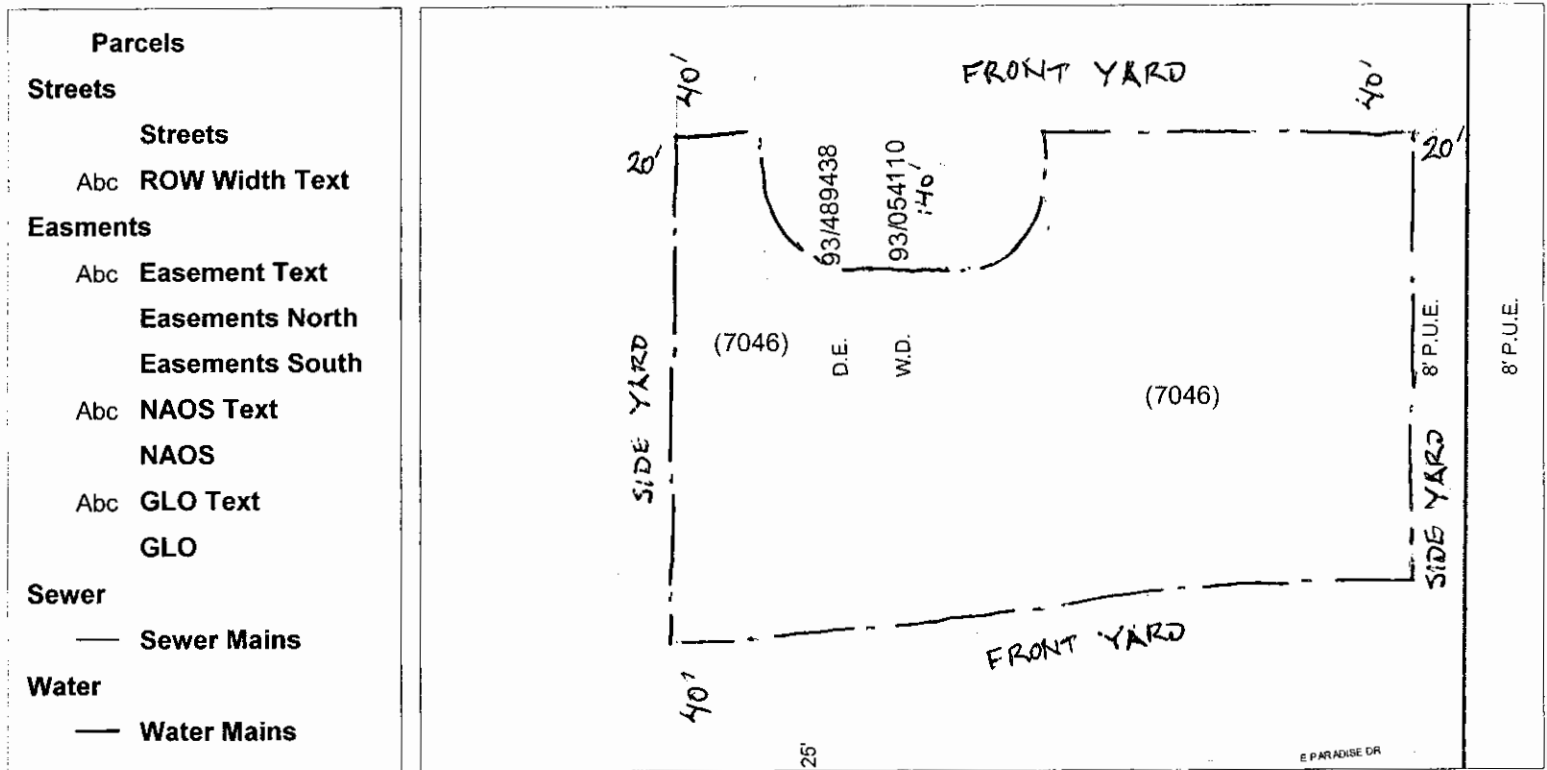 Parcels
Streets
Streets
Abc ROW Width Text
Easments
Abc Easement Text
Easements North
Easements South
Abc NAOS Text
NAOS
Abc GLO Text
GLO
Sewer
Sewer Mains
Water
Water Mains
40'
FRONT YARD
40'
20'
20'
93/489438
93/054110
40'
SIDE YARD
(7046)
D.E.
W.D.
(7046)
8' P.U.E.
8' P.U.E.
SIDE YARD
FRONT YARD
40'
25'
E PARADISE DR